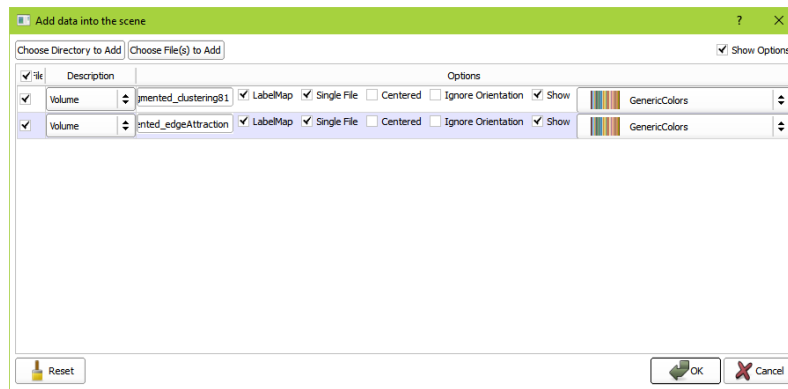 Add data into the scene ?
Choose Directory to Add Choose File(s) to Add Show Options
File Description Options
Volume gmented_clustering81 LabelMap Single File Centered Ignore Orientation Show GenericColors
Volume ented_edgeAttraction LabelMap Single File Centered Ignore Orientation Show GenericColors
Reset OK Cancel